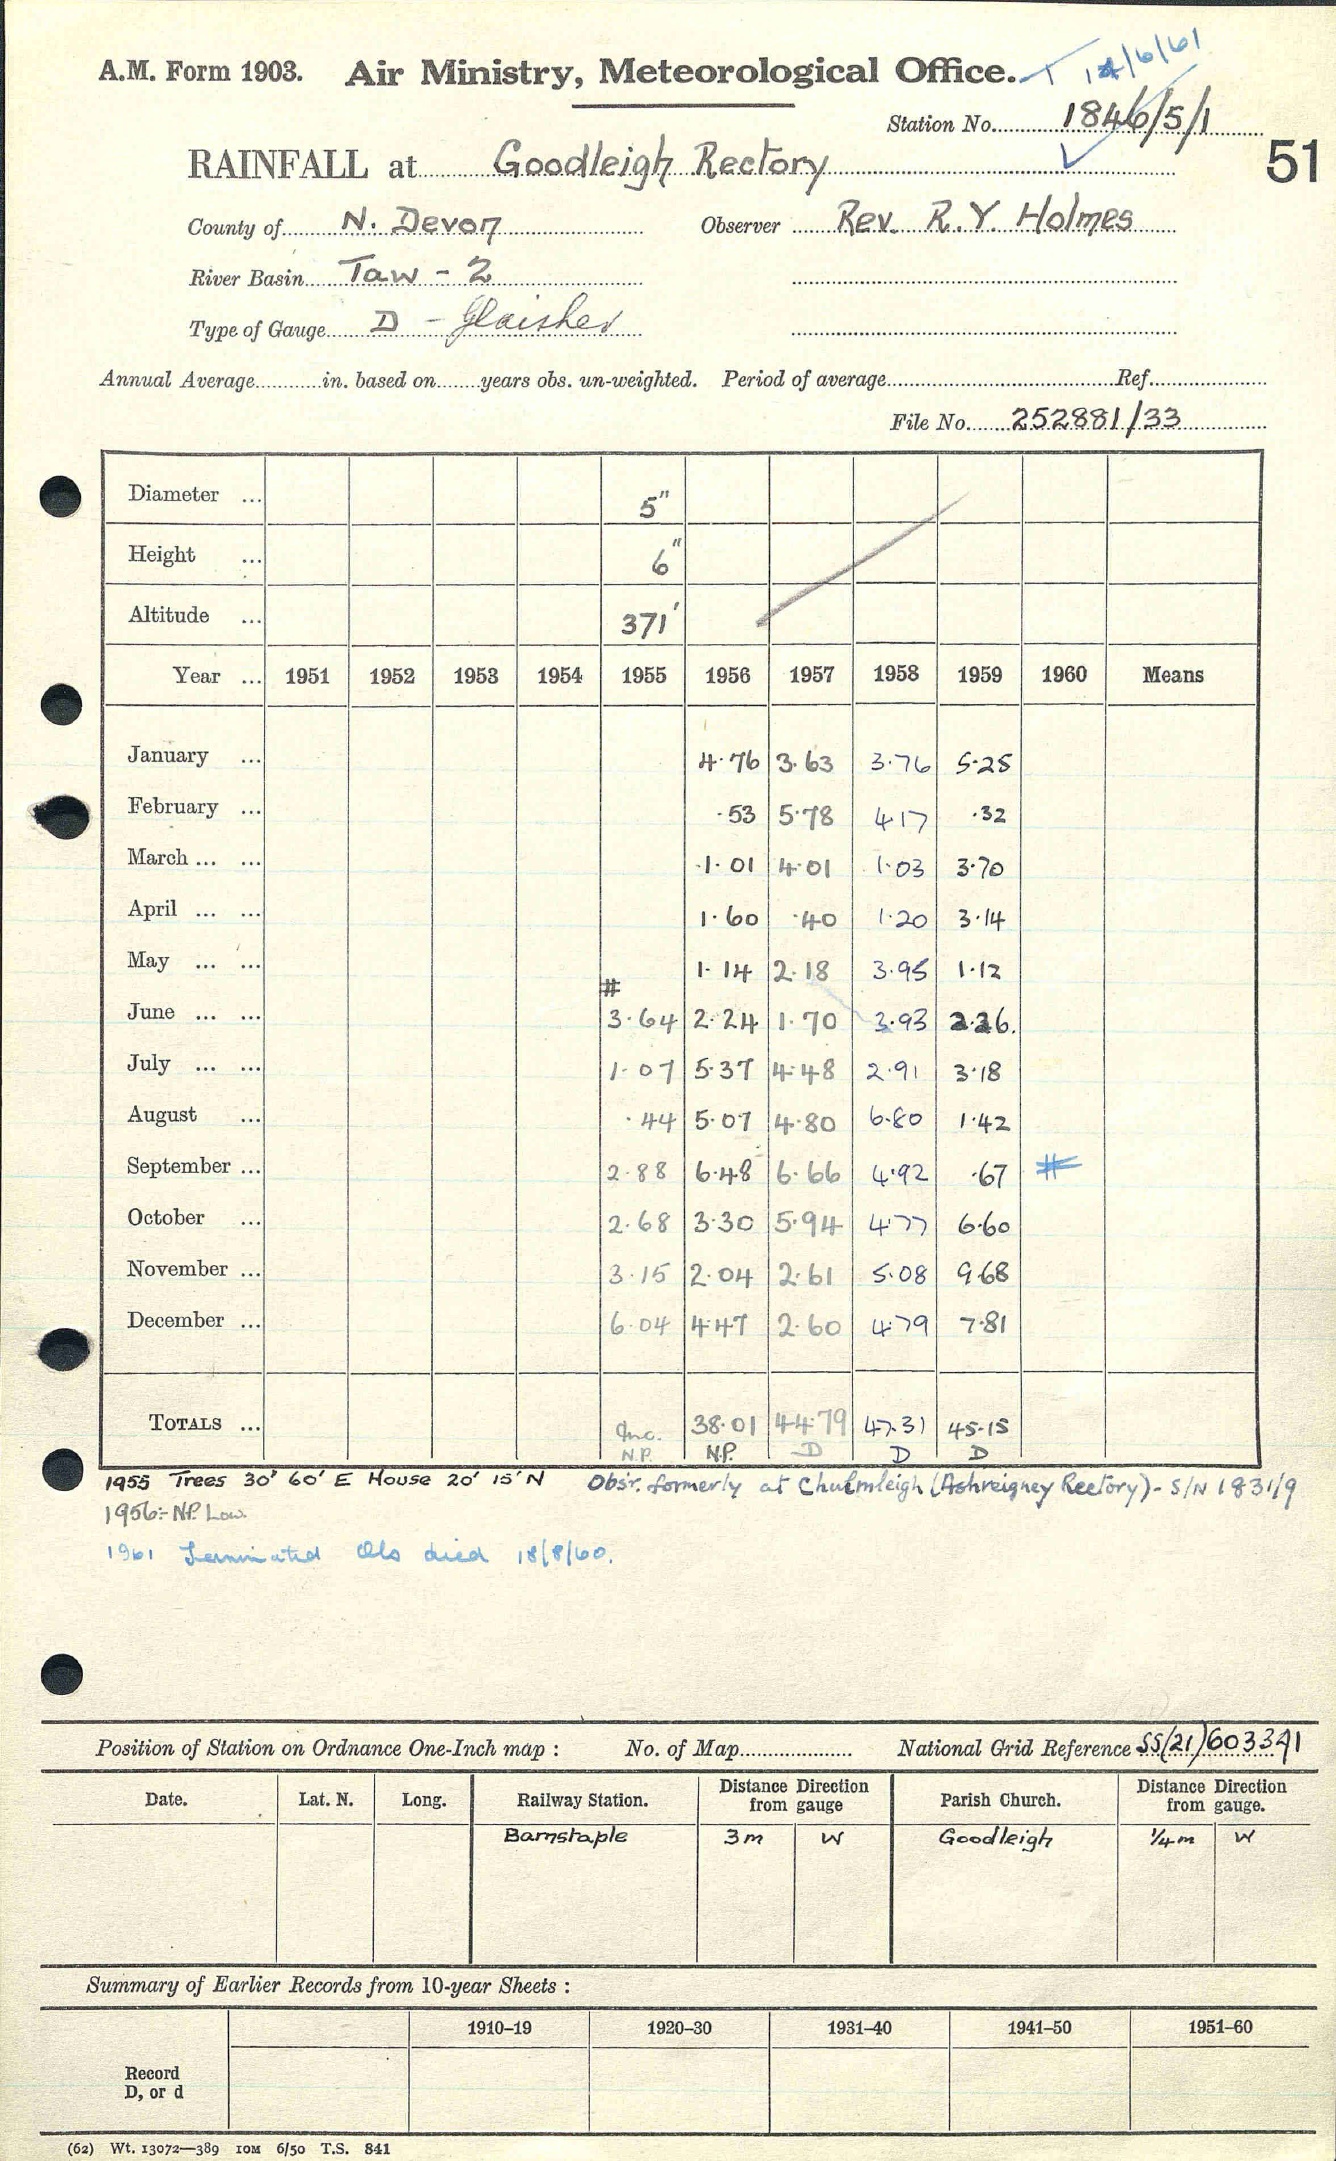 A.M. Form 1903. Air Ministry, Meteorological Office. 14/6/61
Station No. 1846/5/1
RAINFALL at Goodleigh Rectory 51
County of N. Devon Observer Rev. R.Y. Holmes
River Basin Taw - 2
Type of Gauge D - Glaisher
Annual Average in. based on years obs. un-weighted. Period of average Ref.
File No. 252881/33
Diameter ... 5"
Height ... 6"
Altitude ... 371'
Year ... 1951 1952 1953 1954 1955 1956 1957 1958 1959 1960 Means
January ... 4.76 3.63 3.76 5.25
February ... .53 5.78 4.17 .32
March ... ... 1.01 4.01 1.03 3.70
April ... ... 1.60 .40 1.20 3.14
May ... ... 1.14 2.18 3.95 1.12
#
June ... ... 3.64 2.24 1.70 3.93 2.26.
July ... ... 1.07 5.37 4.48 2.91 3.18
August ... .44 5.07 4.80 6.80 1.42
September ... 2.88 6.48 6.66 4.92 .67 #
October ... 2.68 3.30 5.94 4.77 6.60
November ... 3.15 2.04 2.61 5.08 9.68
December ... 6.04 4.47 2.60 4.79 7.81
TOTALS ... Inc. 38.01 44.79 47.31 45.15
N.P. N.P. D D D
1955 Trees 30' 60' E House 20' 15' N Obsr. formerly at Chulmleigh (Ashreigney Rectory) - S/N 1831/9
1956:- N.P. Low.
1961 Terminated Obs died 18/8/60.
Position of Station on Ordnance One-Inch map : No. of Map National Grid Reference SS(21)603341
Date. Lat. N. Long. Railway Station. Distance Direction from gauge Parish Church. Distance Direction from gauge.
Barnstaple 3m W Goodleigh 1/4m W
Summary of Earlier Records from 10-year Sheets :
1910–19 1920–30 1931–40 1941–50 1951–60
Record
D, or d
(62) Wt. 13072—389 10M 6/50 T.S. 841